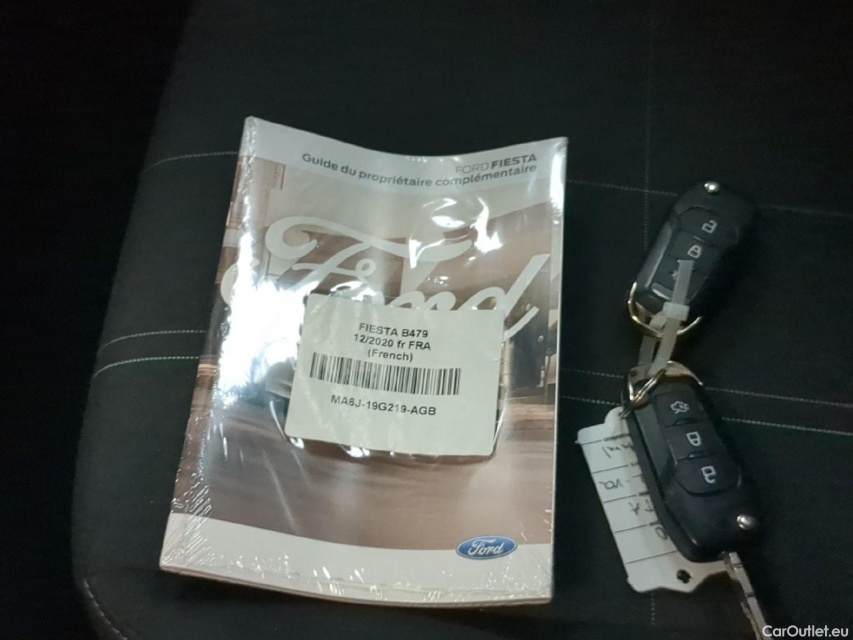 FORD FIESTA
Guide du propriétaire complémentaire
Ford
FIESTA B479
12/2020 fr FRA
(French)
MA6J-19G219-AGB
Ford
CarOutlet.eu